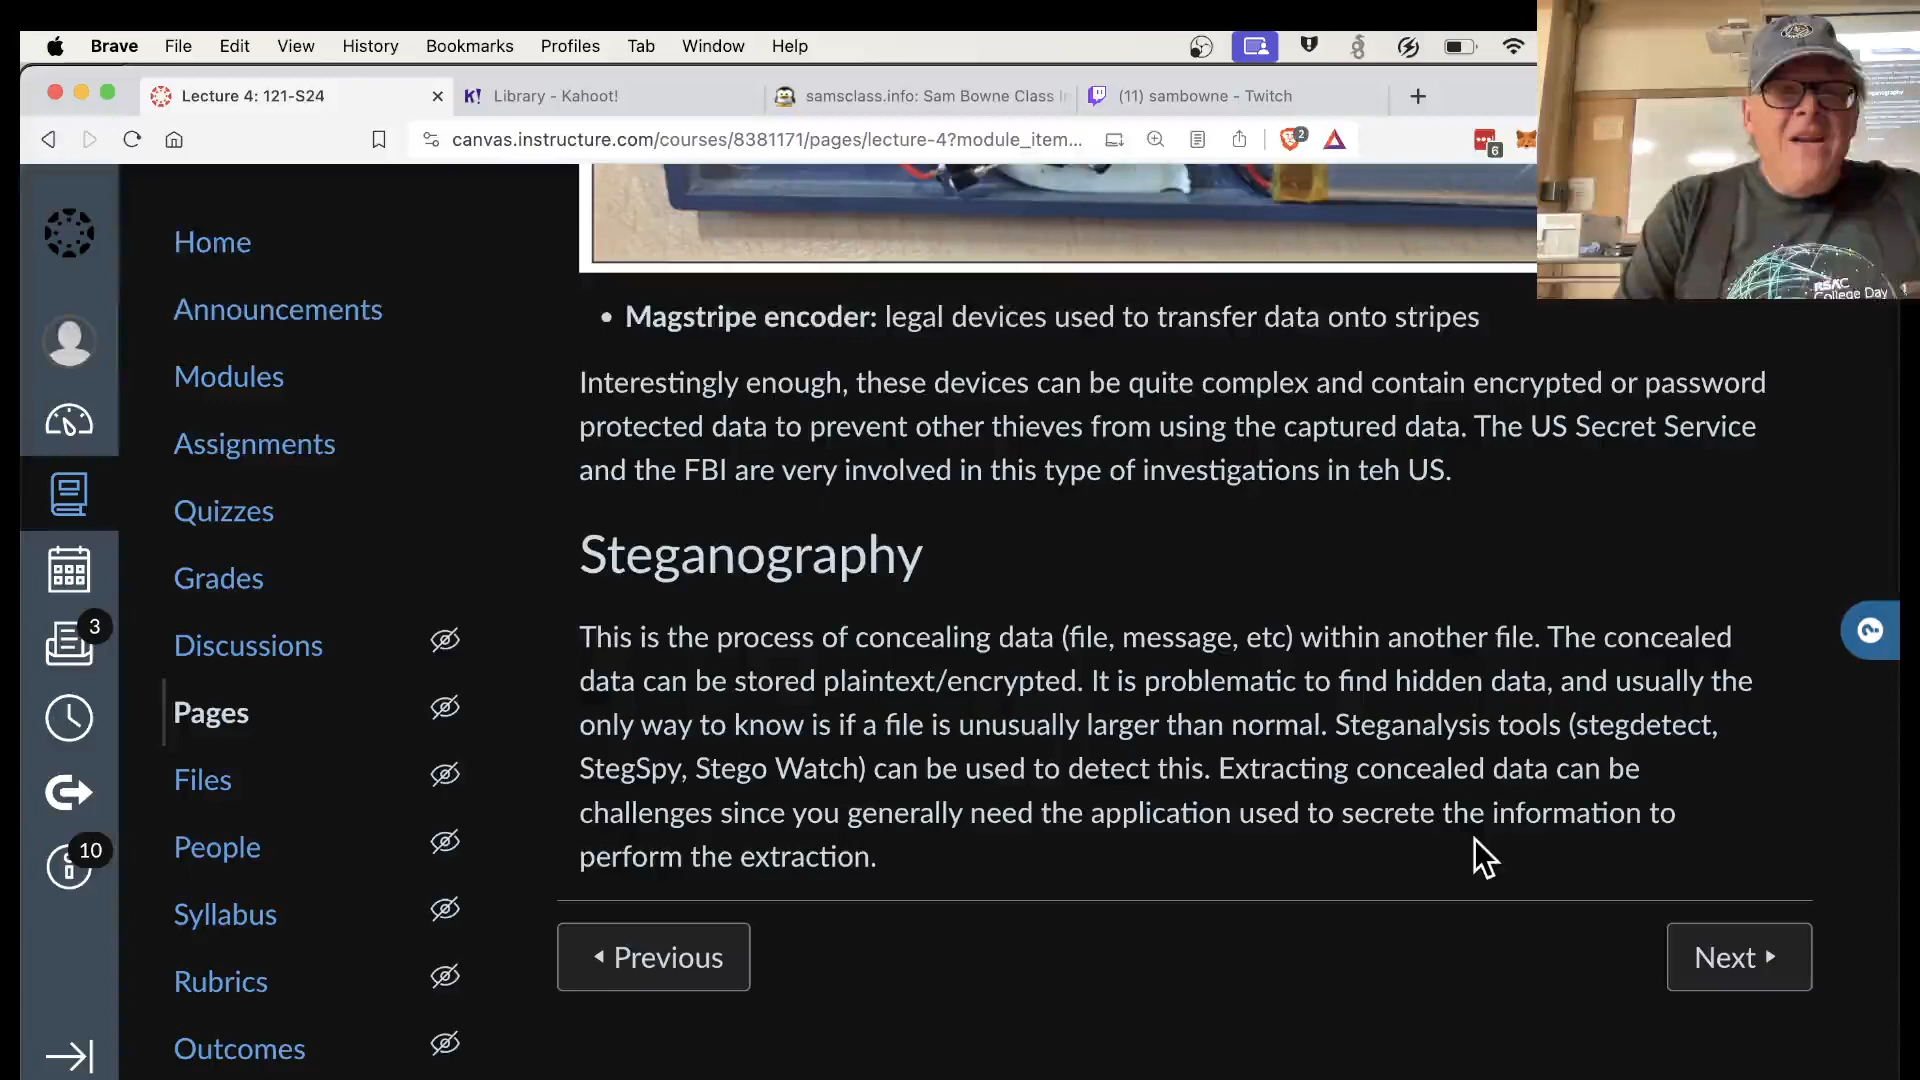 Brave File Edit View History Bookmarks Profiles Tab Window Help
Lecture 4: 121-S24
K! Library - Kahoot!
samsclass.info: Sam Bowne Class I
(11) sambowne - Twitch
canvas.instructure.com/courses/8381171/pages/lecture-4?module_item...
2
6
Home
Announcements
Modules
Assignments
Quizzes
Grades
Discussions
Pages
Files
People
Syllabus
Rubrics
Outcomes
3
10
• Magstripe encoder: legal devices used to transfer data onto stripes
Interestingly enough, these devices can be quite complex and contain encrypted or password
protected data to prevent other thieves from using the captured data. The US Secret Service
and the FBI are very involved in this type of investigations in teh US.
Steganography
This is the process of concealing data (file, message, etc) within another file. The concealed
data can be stored plaintext/encrypted. It is problematic to find hidden data, and usually the
only way to know is if a file is unusually larger than normal. Steganalysis tools (stegdetect,
StegSpy, Stego Watch) can be used to detect this. Extracting concealed data can be
challenges since you generally need the application used to secrete the information to
perform the extraction.
Previous
Next
RSAC
College Day